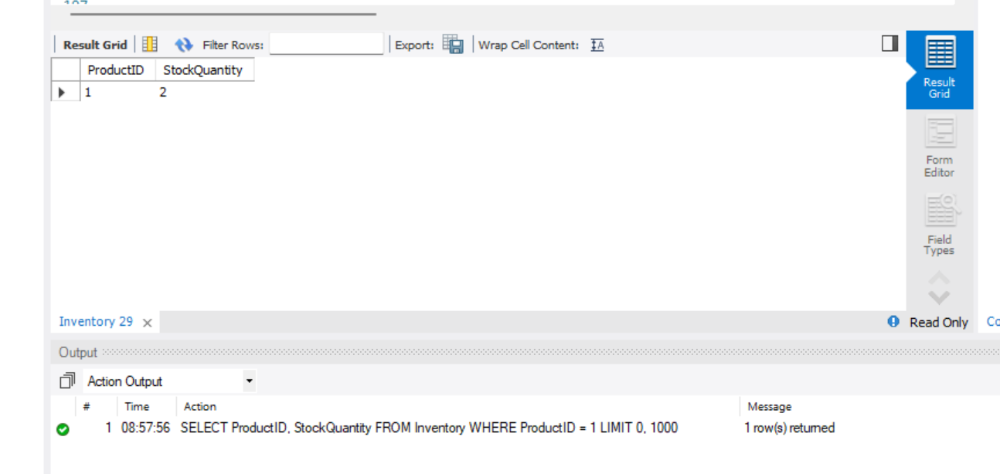 Result Grid Filter Rows: Export: Wrap Cell Content:
ProductID StockQuantity
1 2
Result
Grid
Form
Editor
Field
Types
Inventory 29 Read Only
Output
Action Output
# Time Action Message
1 08:57:56 SELECT ProductID, StockQuantity FROM Inventory WHERE ProductID = 1 LIMIT 0, 1000 1 row(s) returned